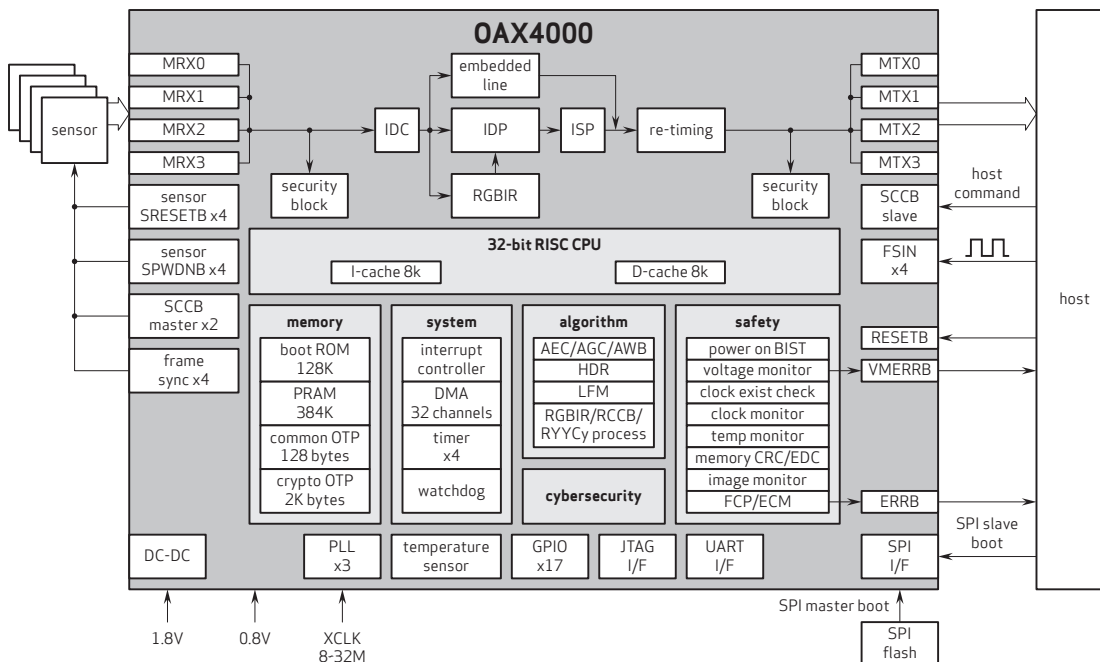 OAX4000
MRX0
MRX1
MRX2
MRX3
sensor
sensor
SRESETB x4
sensor
SPWDNB x4
SCCB
master x2
frame
sync x4
embedded
line
IDC
IDP
ISP
re-timing
RGBIR
security
block
security
block
MTX0
MTX1
MTX2
MTX3
SCCB
slave
FSIN
x4
RESETB
VMERRB
ERRB
host
command
host
32-bit RISC CPU
I-cache 8k
D-cache 8k
memory
boot ROM
128K
PRAM
384K
common OTP
128 bytes
crypto OTP
2K bytes
system
interrupt
controller
DMA
32 channels
timer
x4
watchdog
algorithm
AEC/AGC/AWB
HDR
LFM
RGBIR/RCCB/
RYYCy process
cybersecurity
safety
power on BIST
voltage monitor
clock exist check
clock monitor
temp monitor
memory CRC/EDC
image monitor
FCP/ECM
SPI slave
boot
DC-DC
PLL
x3
temperature
sensor
GPIO
x17
JTAG
I/F
UART
I/F
SPI
I/F
1.8V
0.8V
XCLK
8-32M
SPI master boot
SPI
flash